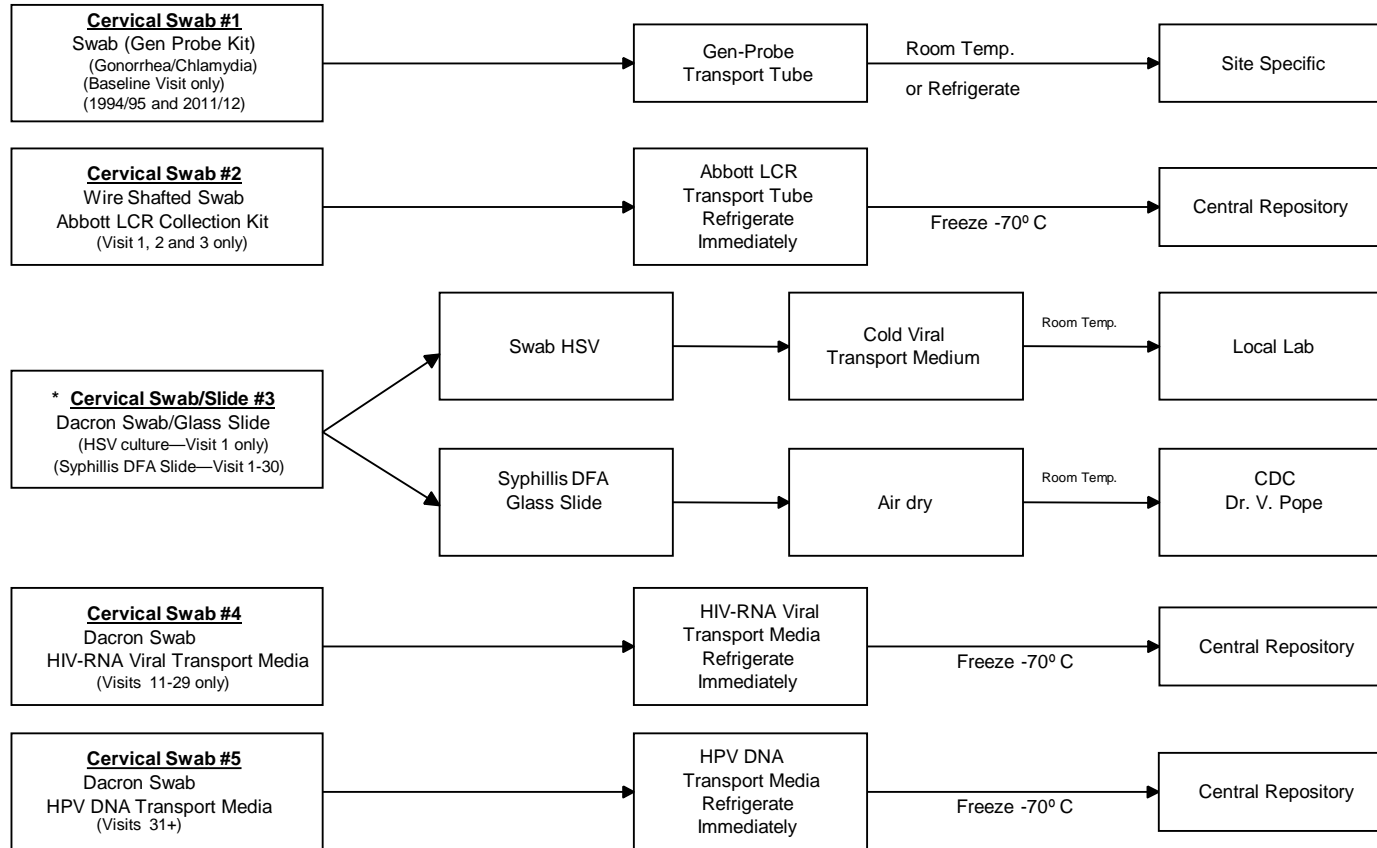 Cervical Swab #1
Swab (Gen Probe Kit)
(Gonorrhea/Chlamydia)
(Baseline Visit only)
(1994/95 and 2011/12)
Gen-Probe
Transport Tube
Room Temp.
or Refrigerate
Site Specific
Cervical Swab #2
Wire Shafted Swab
Abbott LCR Collection Kit
(Visit 1, 2 and 3 only)
Abbott LCR
Transport Tube
Refrigerate
Immediately
Freeze -70º C
Central Repository
* Cervical Swab/Slide #3
Dacron Swab/Glass Slide
(HSV culture—Visit 1 only)
(Syphillis DFA Slide—Visit 1-30)
Swab HSV
Cold Viral
Transport Medium
Room Temp.
Local Lab
Syphillis DFA
Glass Slide
Air dry
Room Temp.
CDC
Dr. V. Pope
Cervical Swab #4
Dacron Swab
HIV-RNA Viral Transport Media
(Visits 11-29 only)
HIV-RNA Viral
Transport Media
Refrigerate
Immediately
Freeze -70º C
Central Repository
Cervical Swab #5
Dacron Swab
HPV DNA Transport Media
(Visits 31+)
HPV DNA
Transport Media
Refrigerate
Immediately
Freeze -70º C
Central Repository